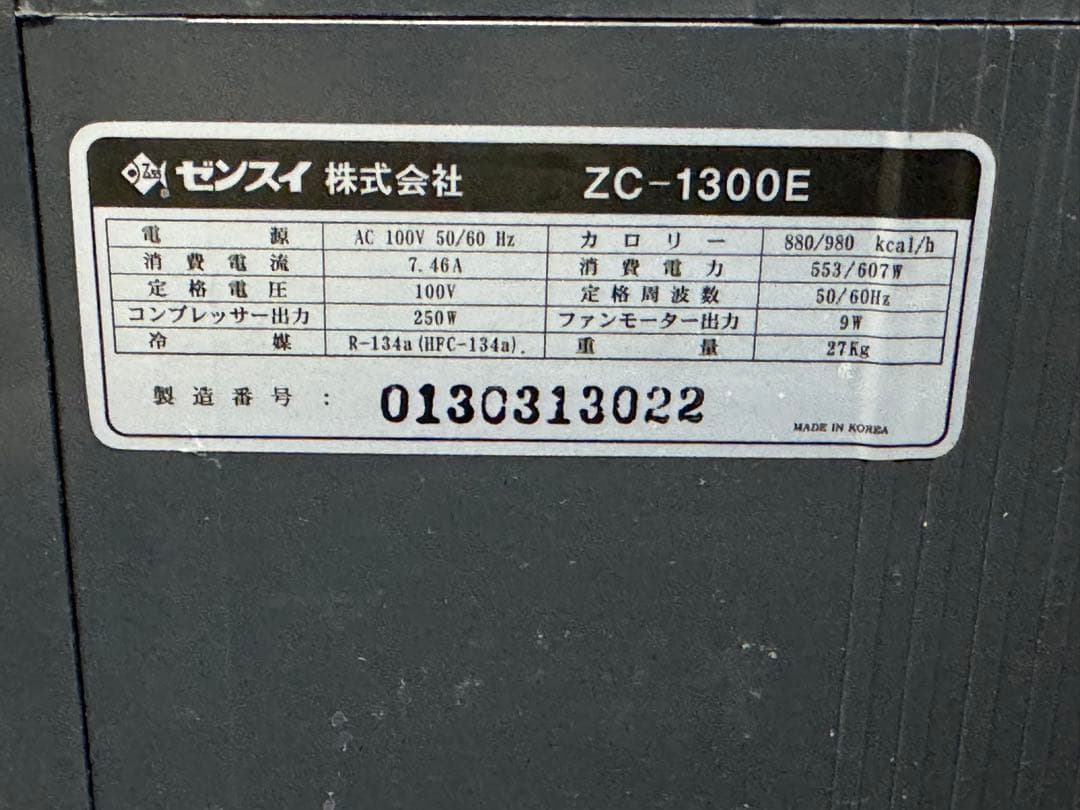 ゼンスイ 株式会社 ZC-1300E
電源 AC 100V 50/60 Hz カロリー 880/980 kcal/h
消費電流 7.46A 消費電力 553/607W
定格電圧 100V 定格周波数 50/60Hz
コンプレッサー出力 250W ファンモーター出力 9W
冷媒 R-134a(HFC-134a). 重量 27Kg
製造番号 : 0130313022
MADE IN KOREA